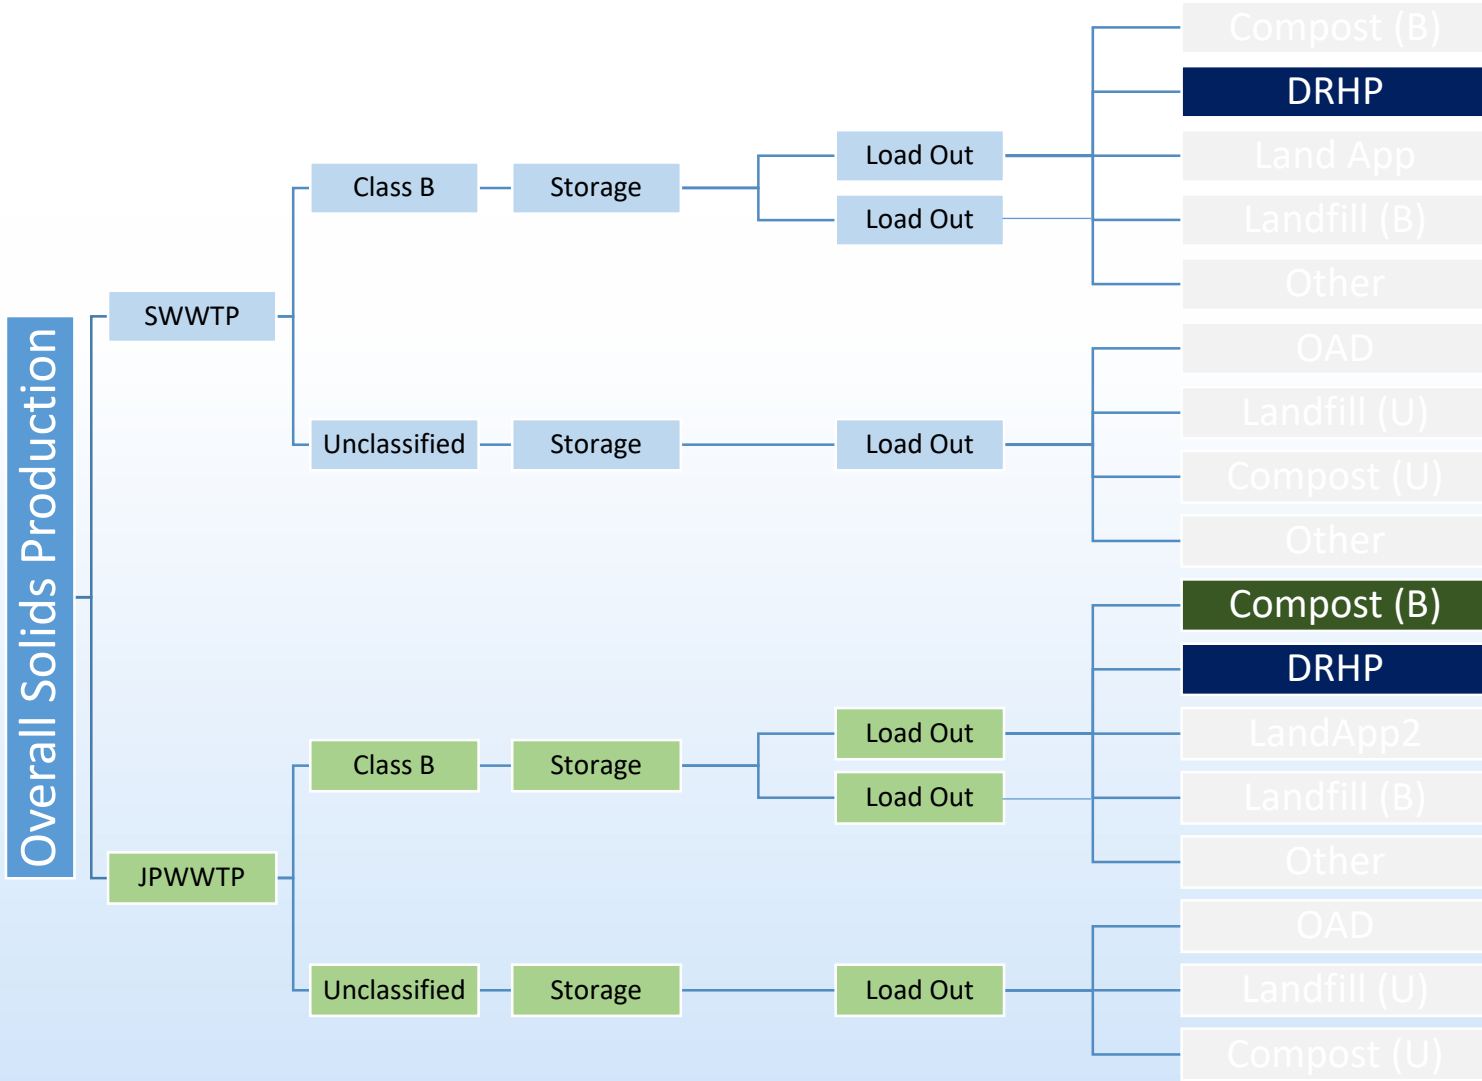 Overall Solids Production
SWWTP
Class B
Storage
Load Out
Load Out
Compost (B)
DRHP
Land App
Landfill (B)
Other
Unclassified
Storage
Load Out
OAD
Landfill (U)
Compost (U)
Other
JPWWTP
Class B
Storage
Load Out
Load Out
Compost (B)
DRHP
LandApp2
Landfill (B)
Other
Unclassified
Storage
Load Out
OAD
Landfill (U)
Compost (U)